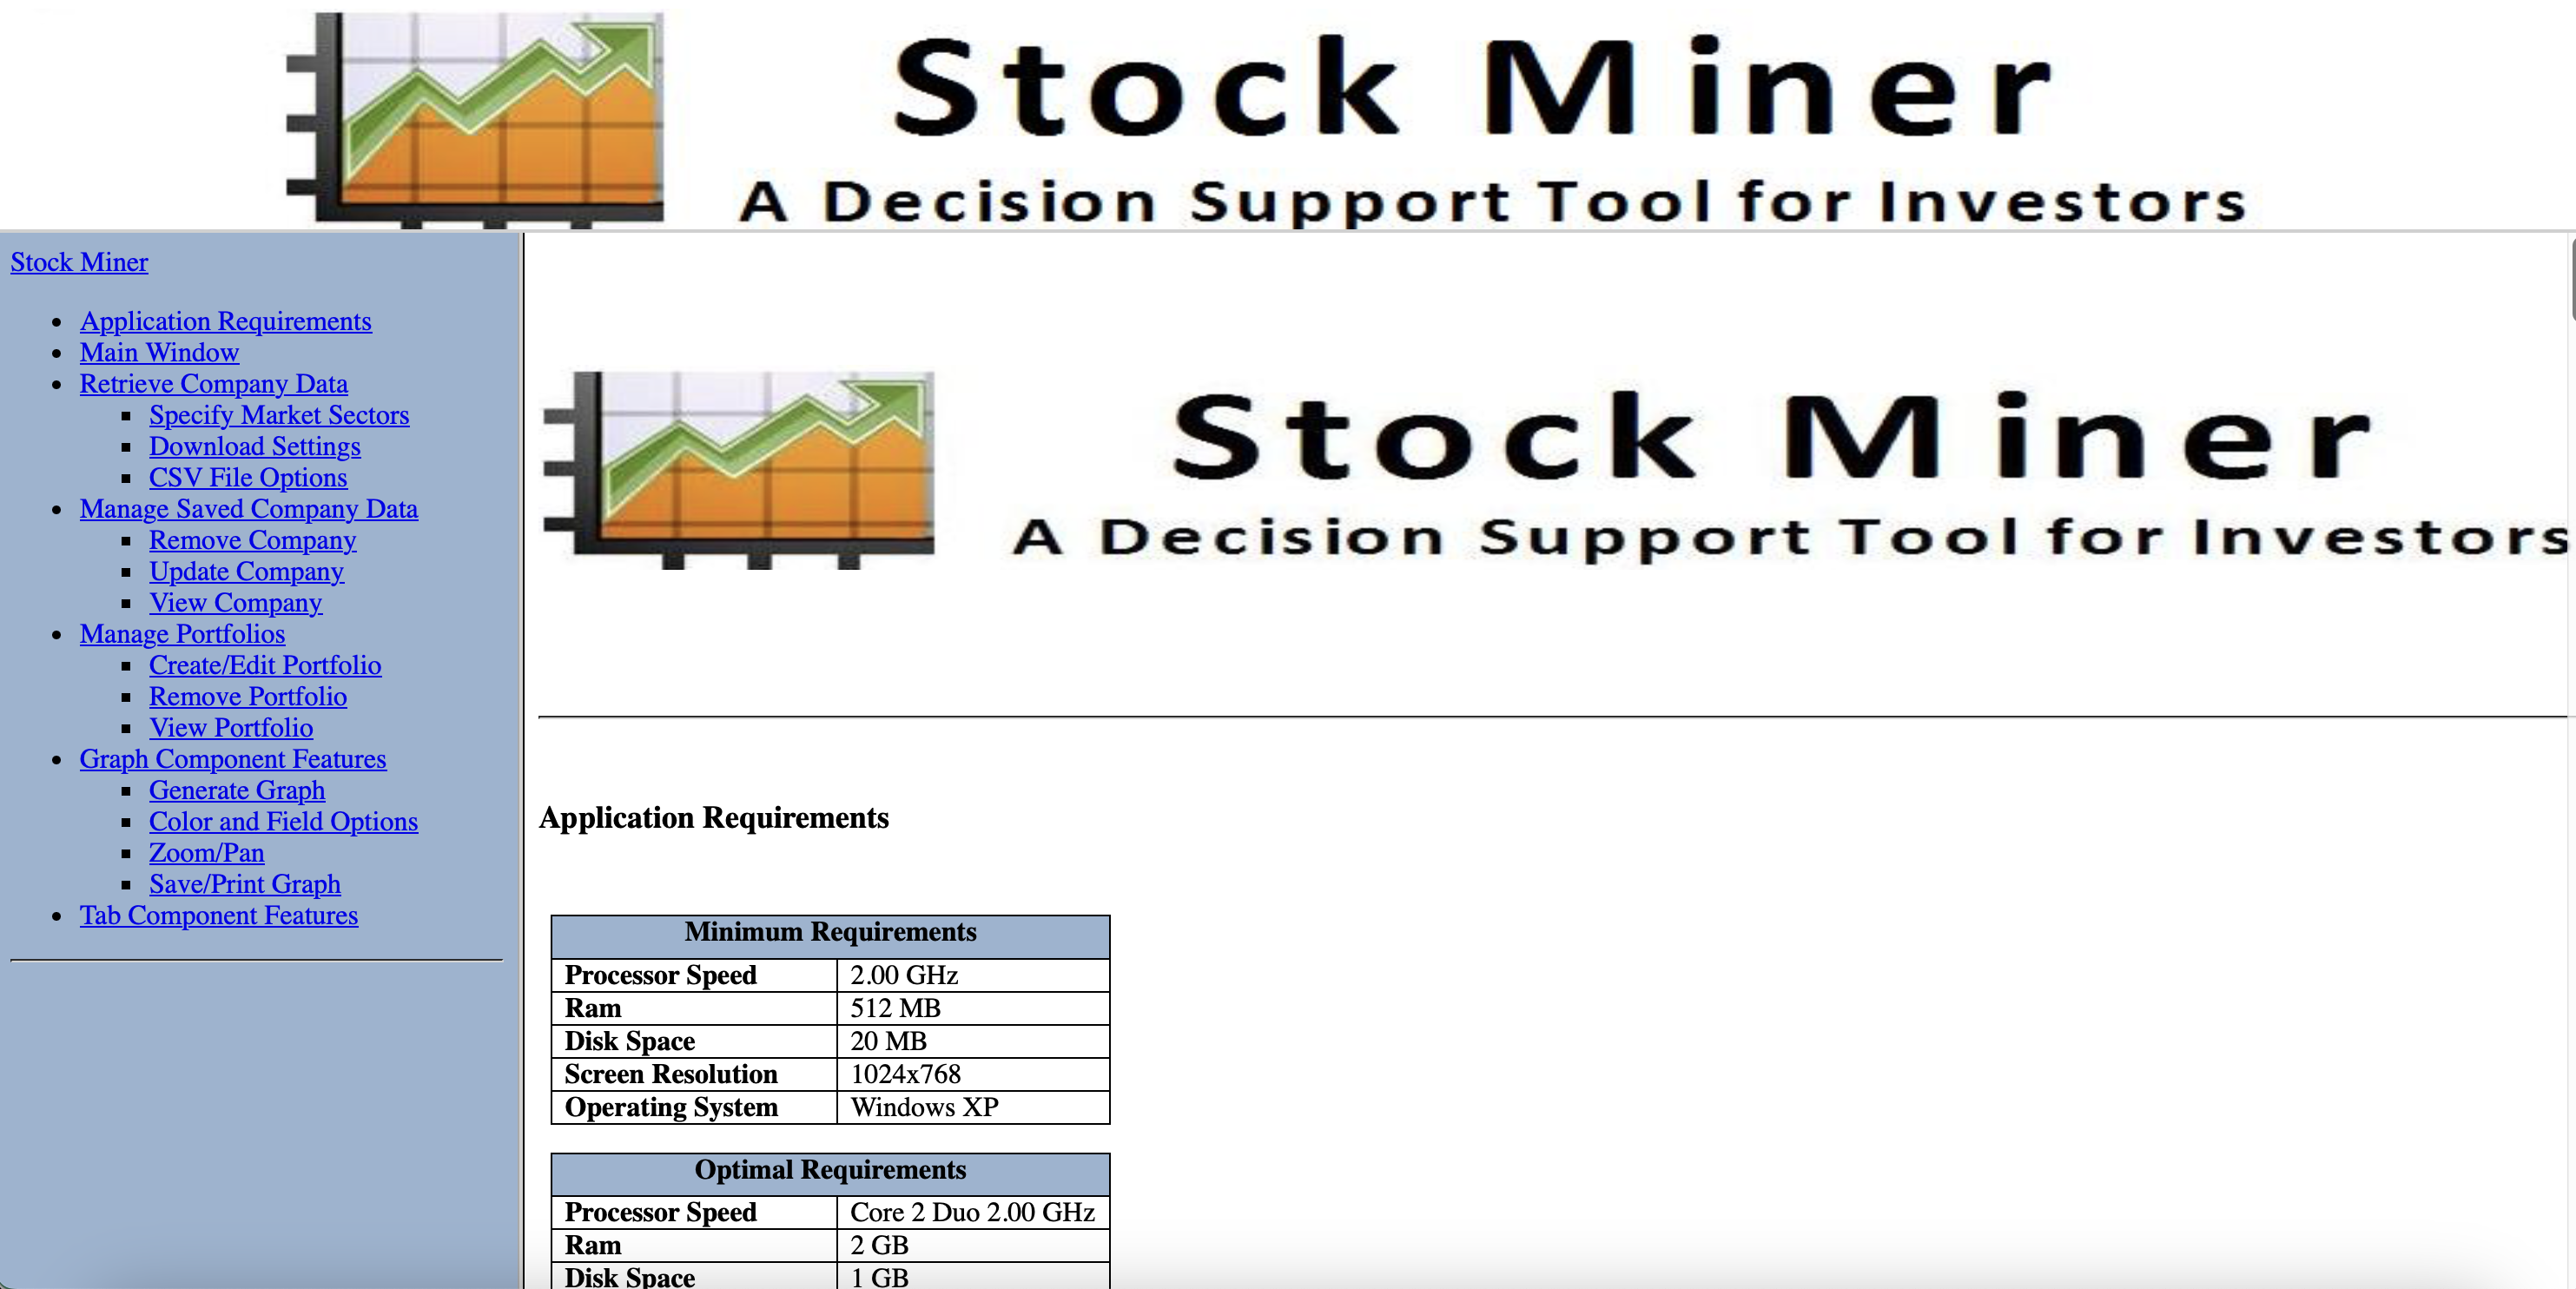 Stock Miner
A Decision Support Tool for Investors
Stock Miner
Application Requirements
Main Window
Retrieve Company Data
Specify Market Sectors
Download Settings
CSV File Options
Manage Saved Company Data
Remove Company
Update Company
View Company
Manage Portfolios
Create/Edit Portfolio
Remove Portfolio
View Portfolio
Graph Component Features
Generate Graph
Color and Field Options
Zoom/Pan
Save/Print Graph
Tab Component Features
Stock Miner
A Decision Support Tool for Investors
Application Requirements
Minimum Requirements
Processor Speed 2.00 GHz
Ram 512 MB
Disk Space 20 MB
Screen Resolution 1024x768
Operating System Windows XP
Optimal Requirements
Processor Speed Core 2 Duo 2.00 GHz
Ram 2 GB
Disk Space 1 GB